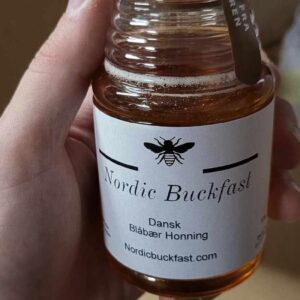 Nordic Buckfast
Dansk
Blåbær Honning
Nordicbuckfast.com